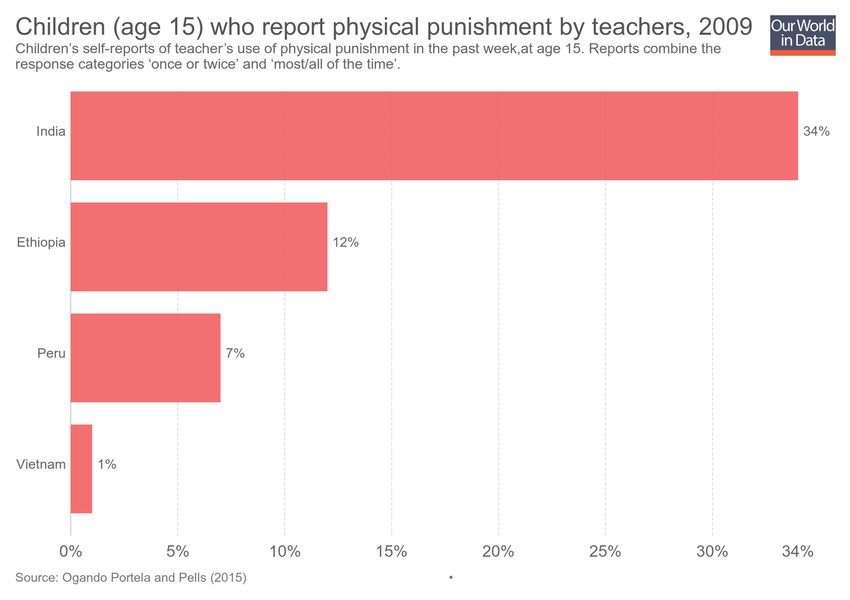 Children (age 15) who report physical punishment by teachers, 2009
Our World
in Data
Children's self-reports of teacher's use of physical punishment in the past week,at age 15. Reports combine the
response categories ‘once or twice’ and ‘most/all of the time’.
India
34%
Ethiopia
12%
Peru
7%
Vietnam
1%
0%
5%
10%
15%
20%
25%
30%
34%
Source: Ogando Portela and Pells (2015)